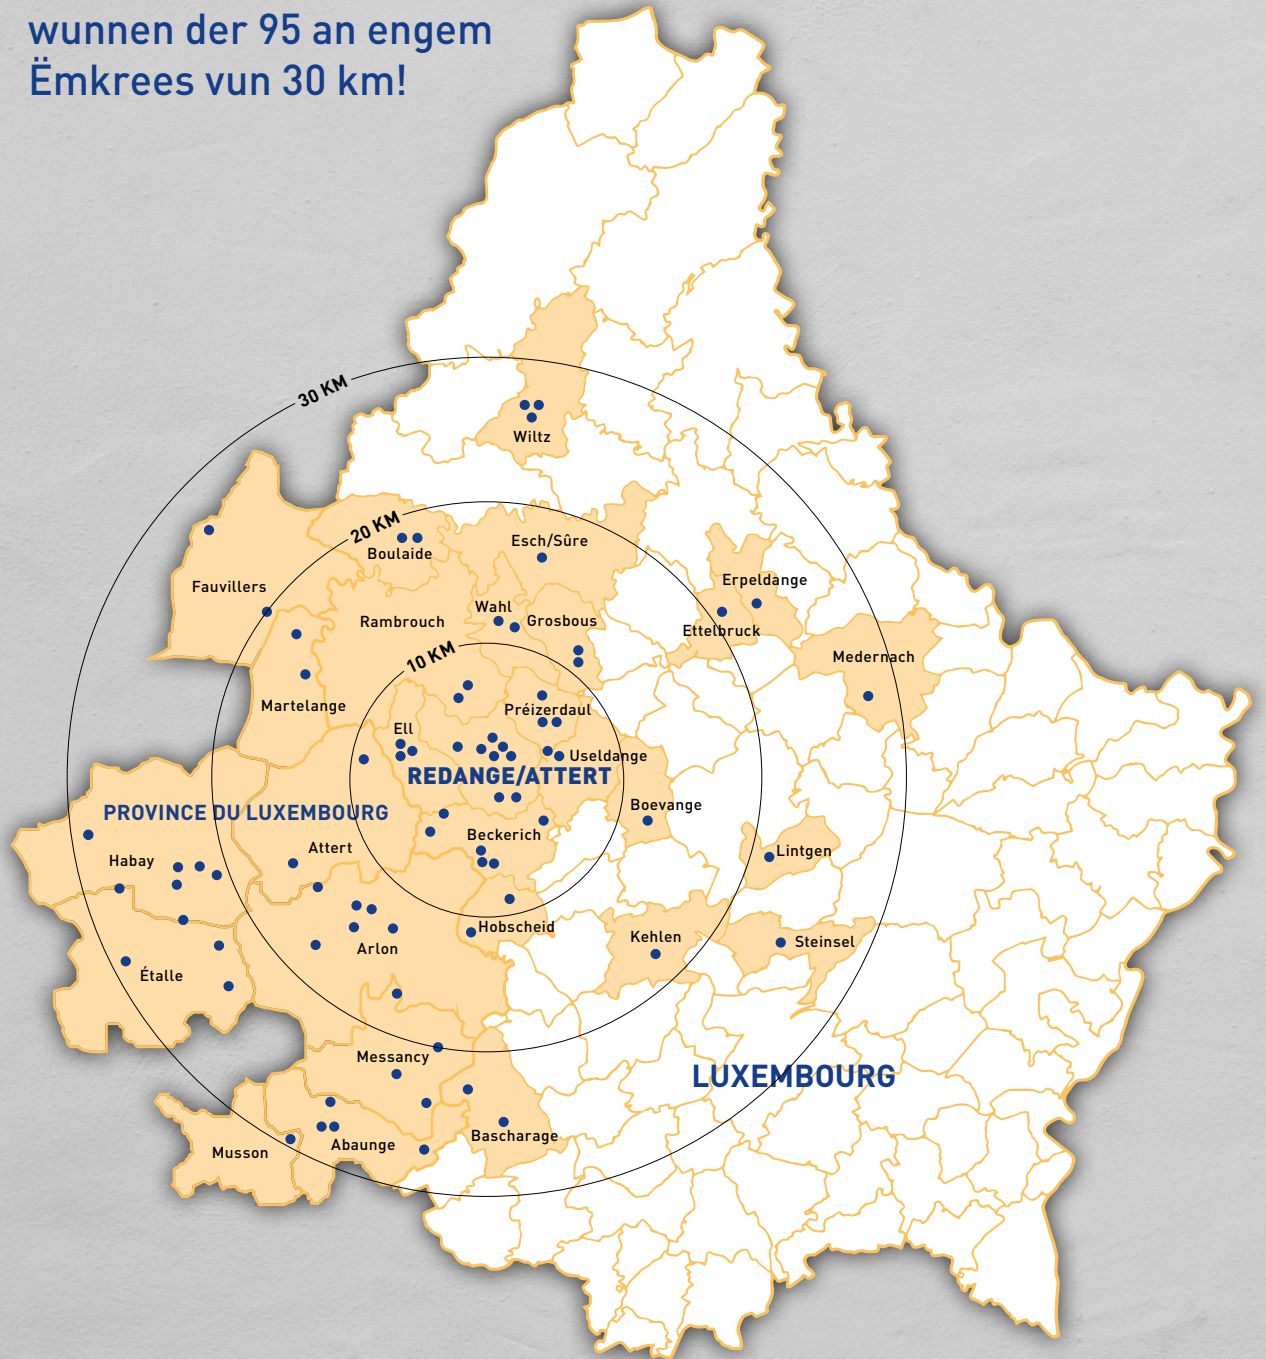 wunnen der 95 an engem
Ëmkrees vun 30 km!
30 KM
Wiltz
20 KM
Boulaide
Esch/Sûre
Fauvillers
Erpeldange
Wahl
Rambrouch
Grosbous
Ettelbruck
10 KM
Medernach
Martelange
Préizerdaul
Ell
Useldange
REDANGE/ATTERT
PROVINCE DU LUXEMBOURG
Boevange
Beckerich
Attert
Lintgen
Habay
Hobscheid
Kehlen
Steinsel
Arlon
Étalle
Messancy
LUXEMBOURG
Bascharage
Abaunge
Musson